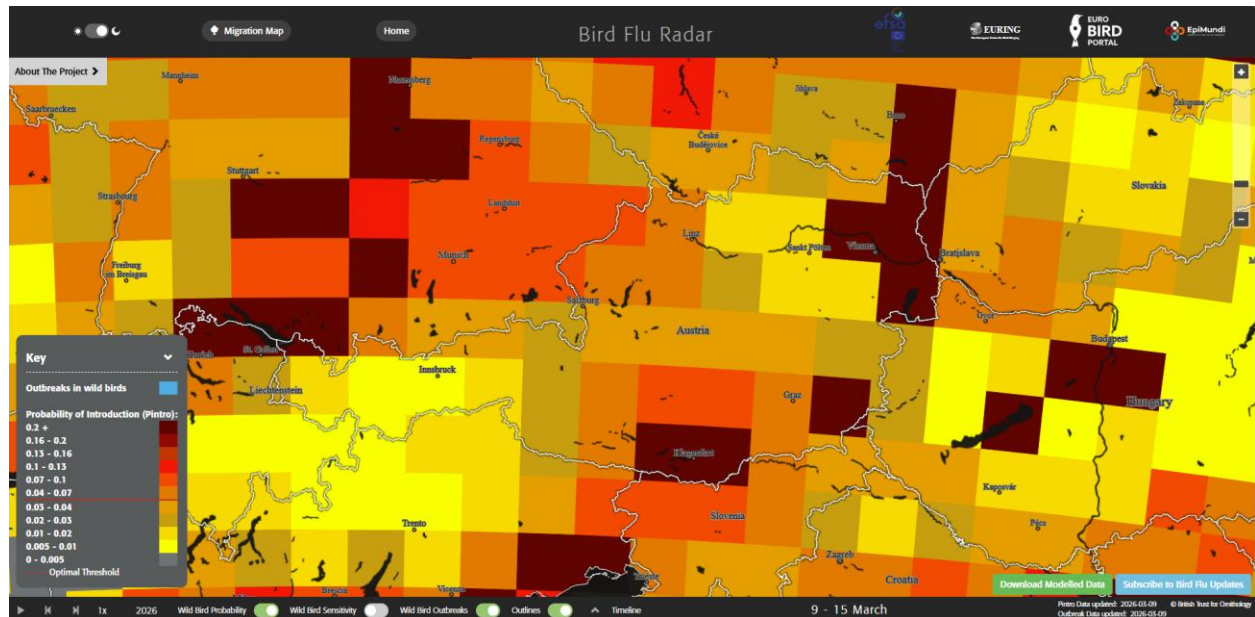 Migration Map
Home
Bird Flu Radar
efsa
EURING
EURO
BIRD
PORTAL
EpiMundi
About The Project
Mannheim
Nuremberg
Jihlava
Zakopane
Saarbruecken
Brno
Regensburg
České
Budějovice
Stuttgart
Slovakia
Strasbourg
Landshut
Linz
Sankt Pölten
Vienna
Bratislava
Munich
Freiburg
im Breisgau
Salzburg
Gyor
Austria
Budapest
Key
St. Gallen
Innsbruck
Outbreaks in wild birds
Liechtenstein
Graz
Hungary
Probability of Introduction (Pintro):
0.2 +
0.16 - 0.2
0.13 - 0.16
0.1 - 0.13
0.07 - 0.1
0.04 - 0.07
0.03 - 0.04
0.02 - 0.03
0.01 - 0.02
0.005 - 0.01
0 - 0.005
Optimal Threshold
Klagenfurt
Kaposvár
Slovenia
Trento
Pécs
Zagreb
Croatia
Trieste
Brescia
Download Modelled Data
Subscribe to Bird Flu Updates
1x
2026
Wild Bird Probability
Wild Bird Sensitivity
Wild Bird Outbreaks
Outlines
Timeline
9 - 15 March
Pintro Data updated: 2026-03-09
© British Trust for Ornithology
Outbreak Data updated: 2026-03-09